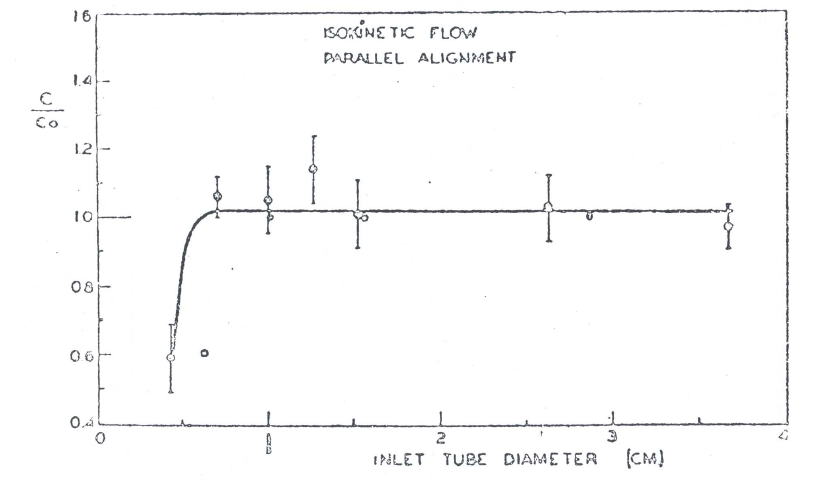 1.6
ISOKINETIC FLOW
PARALLEL ALIGNMENT
1.4
C
Co
1.2
1.0
0.8
0.6
0.4
0 1 2 3 4
INLET TUBE DIAMETER [CM]